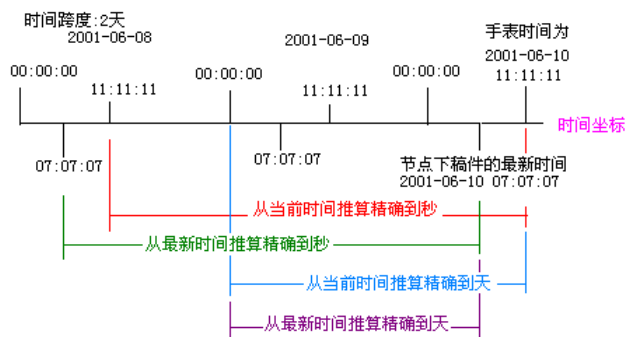 时间跨度:2天
2001-06-08
2001-06-09
手表时间为
2001-06-10
11:11:11
00:00:00
11:11:11
00:00:00
11:11:11
00:00:00
时间坐标
07:07:07
07:07:07
节点下稿件的最新时间
2001-06-10 07:07:07
从当前时间推算精确到秒
从最新时间推算精确到秒
从当前时间推算精确到天
从最新时间推算精确到天